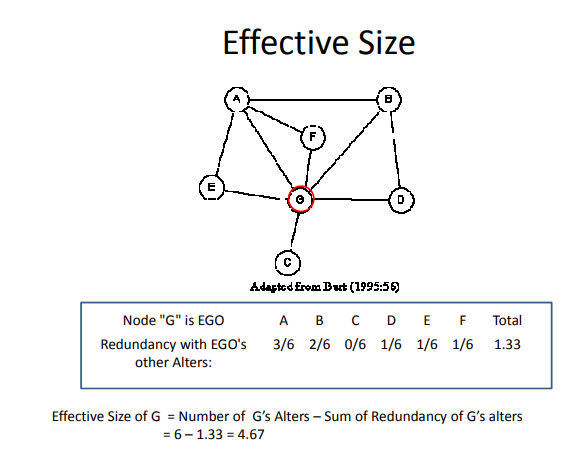 Effective Size
A
B
F
E
G
D
C
Adapted from Burt (1995:56)
Node "G" is EGO A B C D E F Total
Redundancy with EGO's 3/6 2/6 0/6 1/6 1/6 1/6 1.33
other Alters:
Effective Size of G = Number of G's Alters – Sum of Redundancy of G's alters
= 6 – 1.33 = 4.67